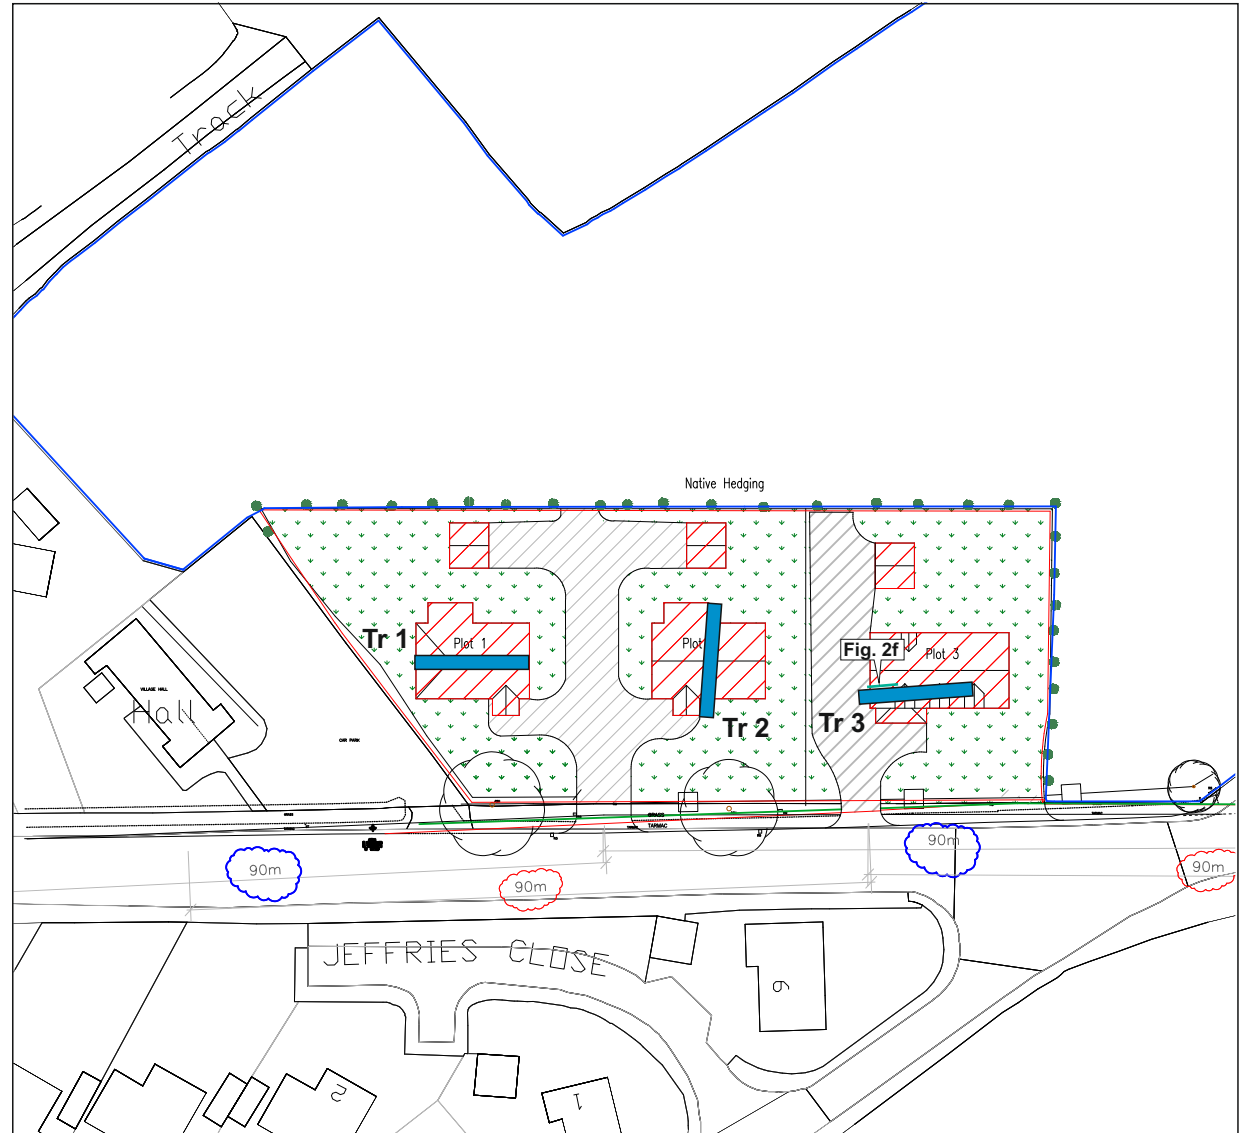 Track
Native Hedging
Tr 1
Plot 1
Plot
Tr 2
Fig. 2f
Plot 3
Tr 3
VILLAGE HALL
Hall
CAR PARK
GRASS
TARMAC
90m
90m
90m
90m
JEFFRIES CLOSE
6
2
1